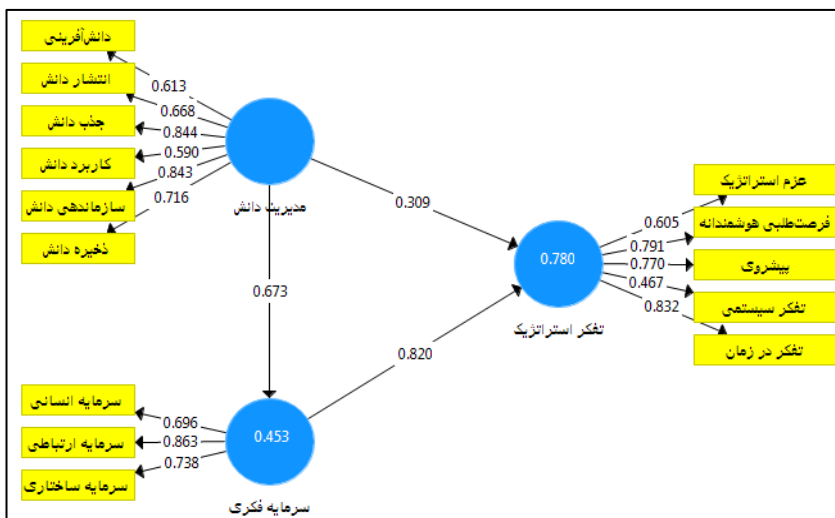 دانش‌آفرینی
0.613
انتشار دانش
0.668
جذب دانش
0.844
کاربرد دانش
0.590
سازماندهی دانش
0.843
ذخیره دانش
0.716
مدیریت دانش
0.309
0.673
عزم استراتژیک
0.605
فرصت‌طلبی هوشمندانه
0.791
پیشروی
0.770
تفکر سیستمی
0.467
تفکر در زمان
0.832
0.780
تفکر استراتژیک
0.820
سرمایه انسانی
0.696
سرمایه ارتباطی
0.863
سرمایه ساختاری
0.738
0.453
سرمایه فکری